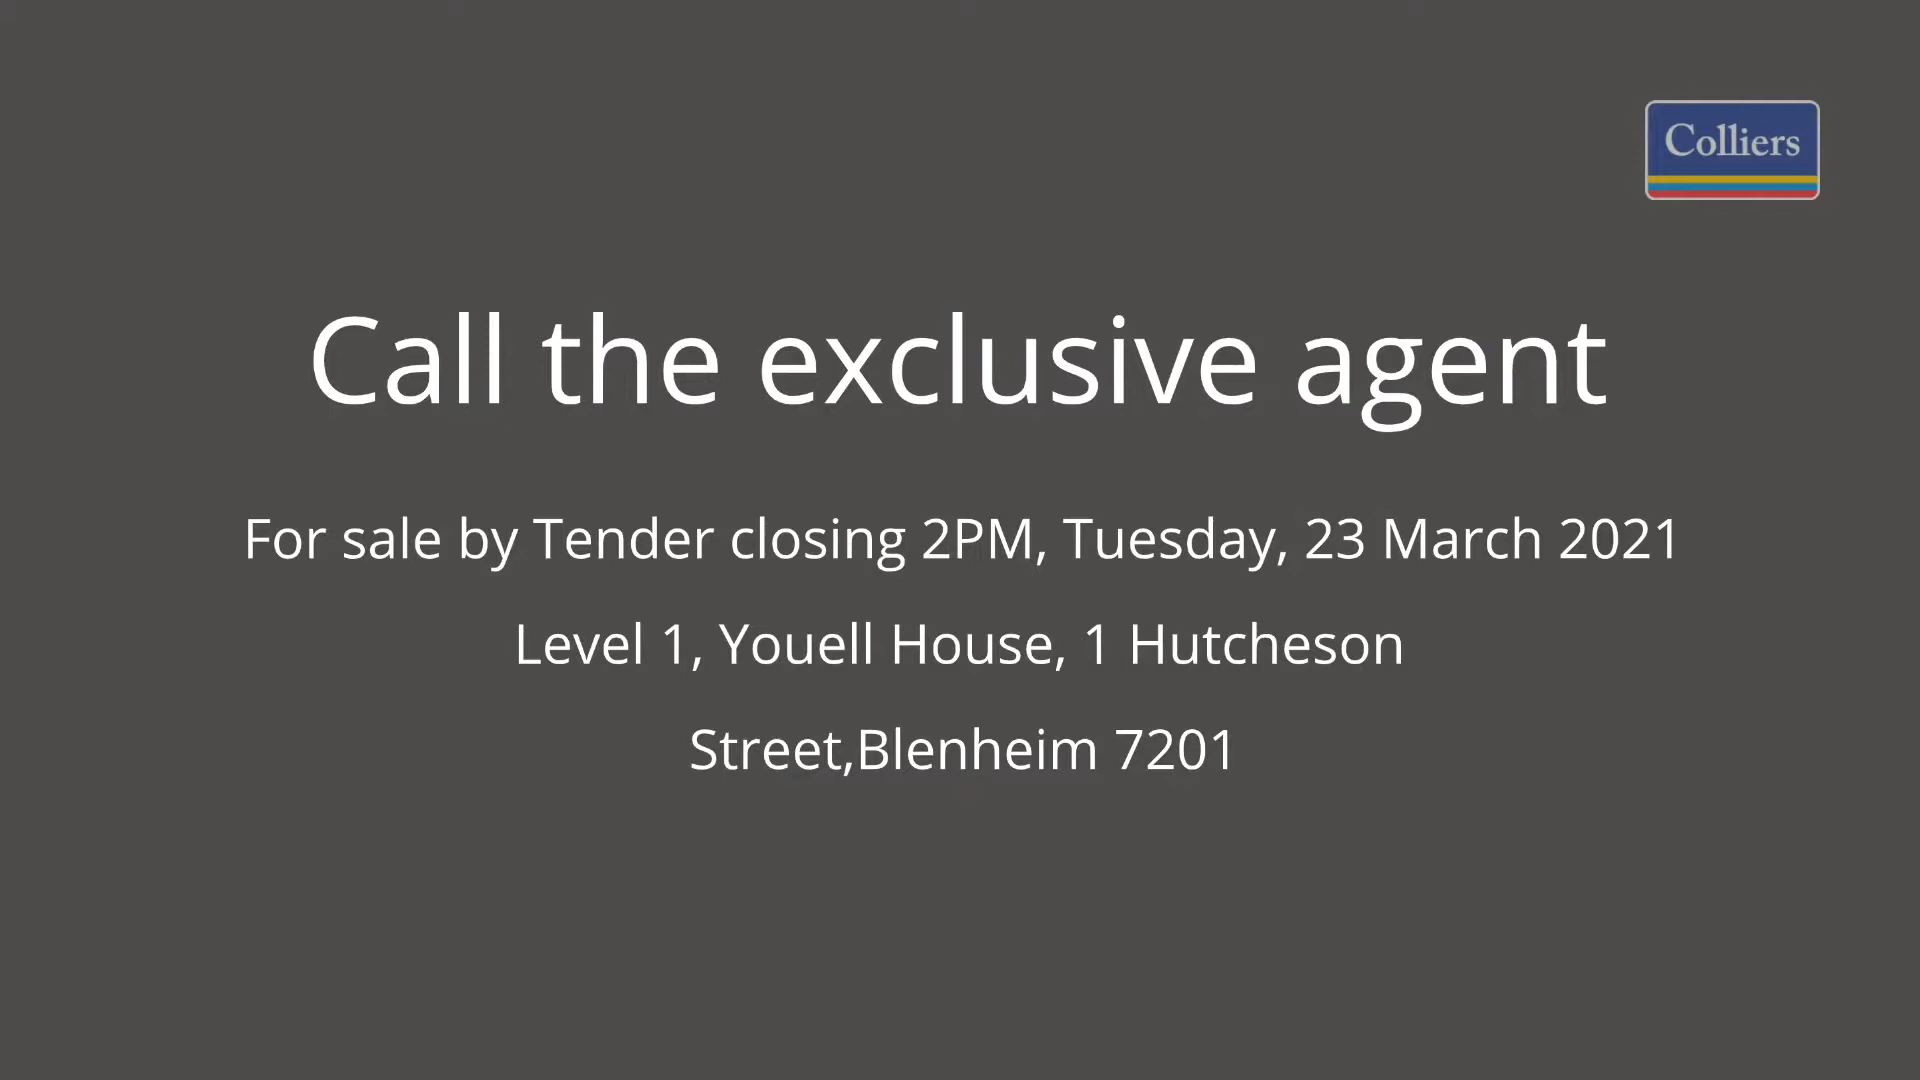 Colliers
Call the exclusive agent
For sale by Tender closing 2PM, Tuesday, 23 March 2021
Level 1, Youell House, 1 Hutcheson
Street,Blenheim 7201